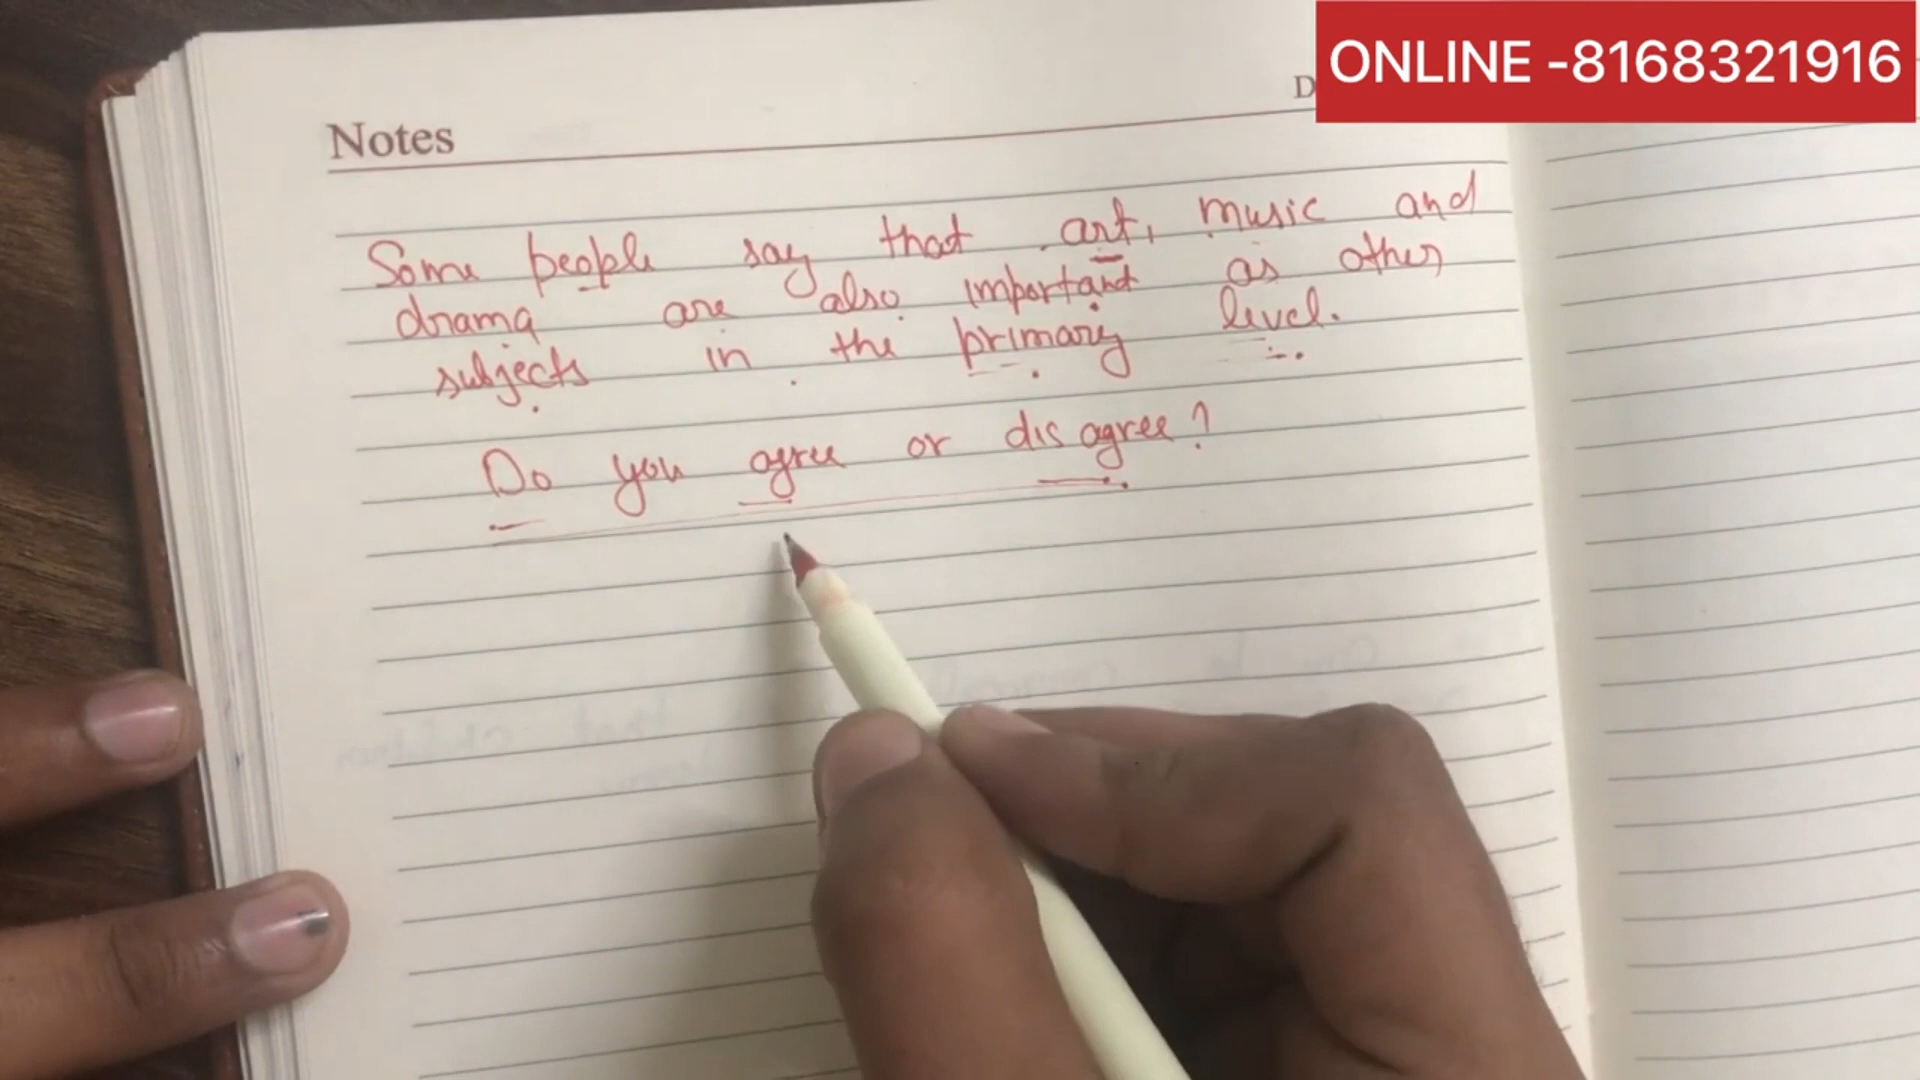 ONLINE -8168321916
D
Notes
Some people say that art, music and
drama are also important as other
subjects in the primary level.
Do you agree or disagree?